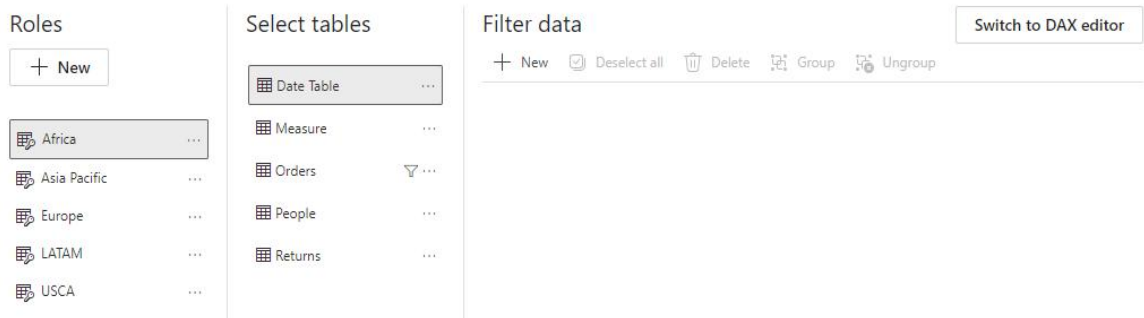 Roles
+ New
Africa ...
Asia Pacific ...
Europe ...
LATAM ...
USCA ...
Select tables
Date Table ...
Measure ...
Orders ...
People ...
Returns ...
Filter data
Switch to DAX editor
+ New Deselect all Delete Group Ungroup